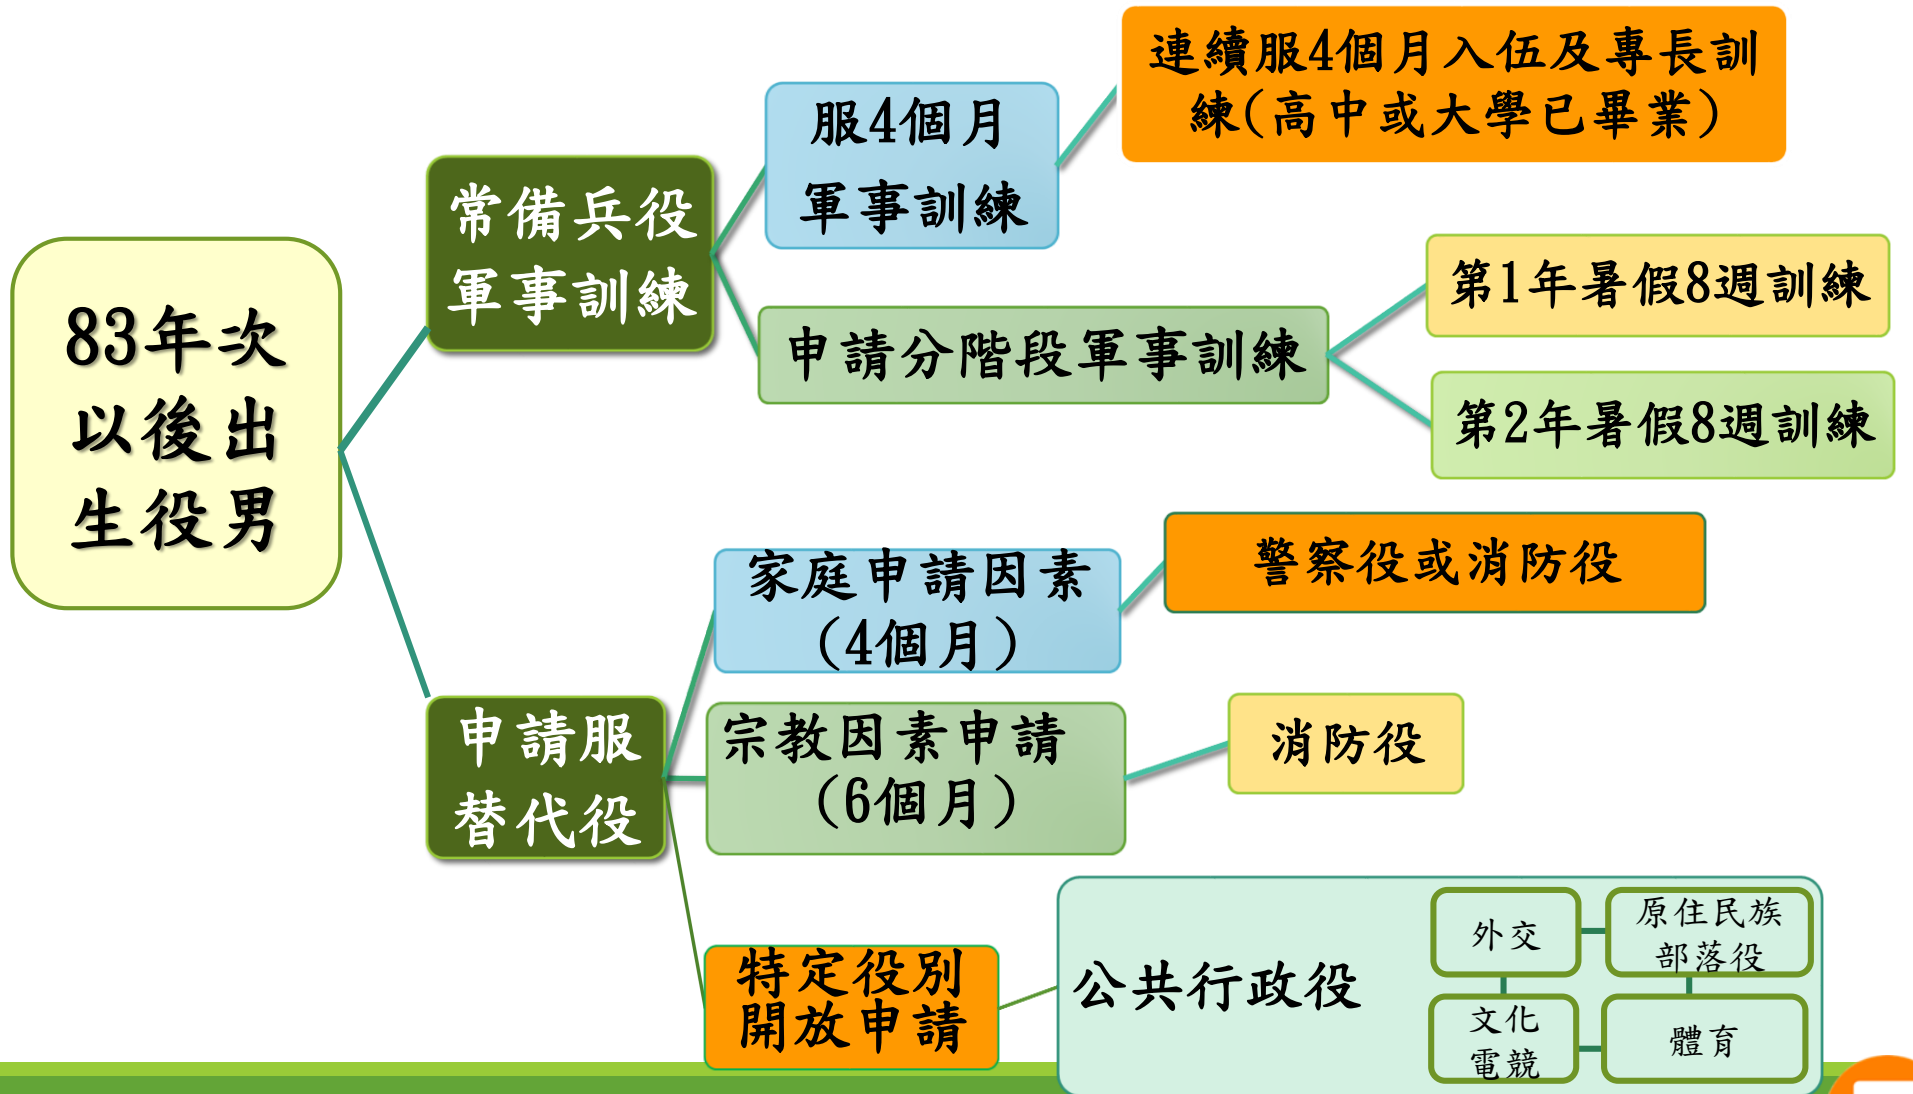 83年次
以後出
生役男
常備兵役
軍事訓練
服4個月
軍事訓練
連續服4個月入伍及專長訓
練(高中或大學已畢業)
申請分階段軍事訓練
第1年暑假8週訓練
第2年暑假8週訓練
申請服
替代役
家庭申請因素
(4個月)
警察役或消防役
宗教因素申請
(6個月)
消防役
特定役別
開放申請
公共行政役
外交
原住民族
部落役
文化
電競
體育